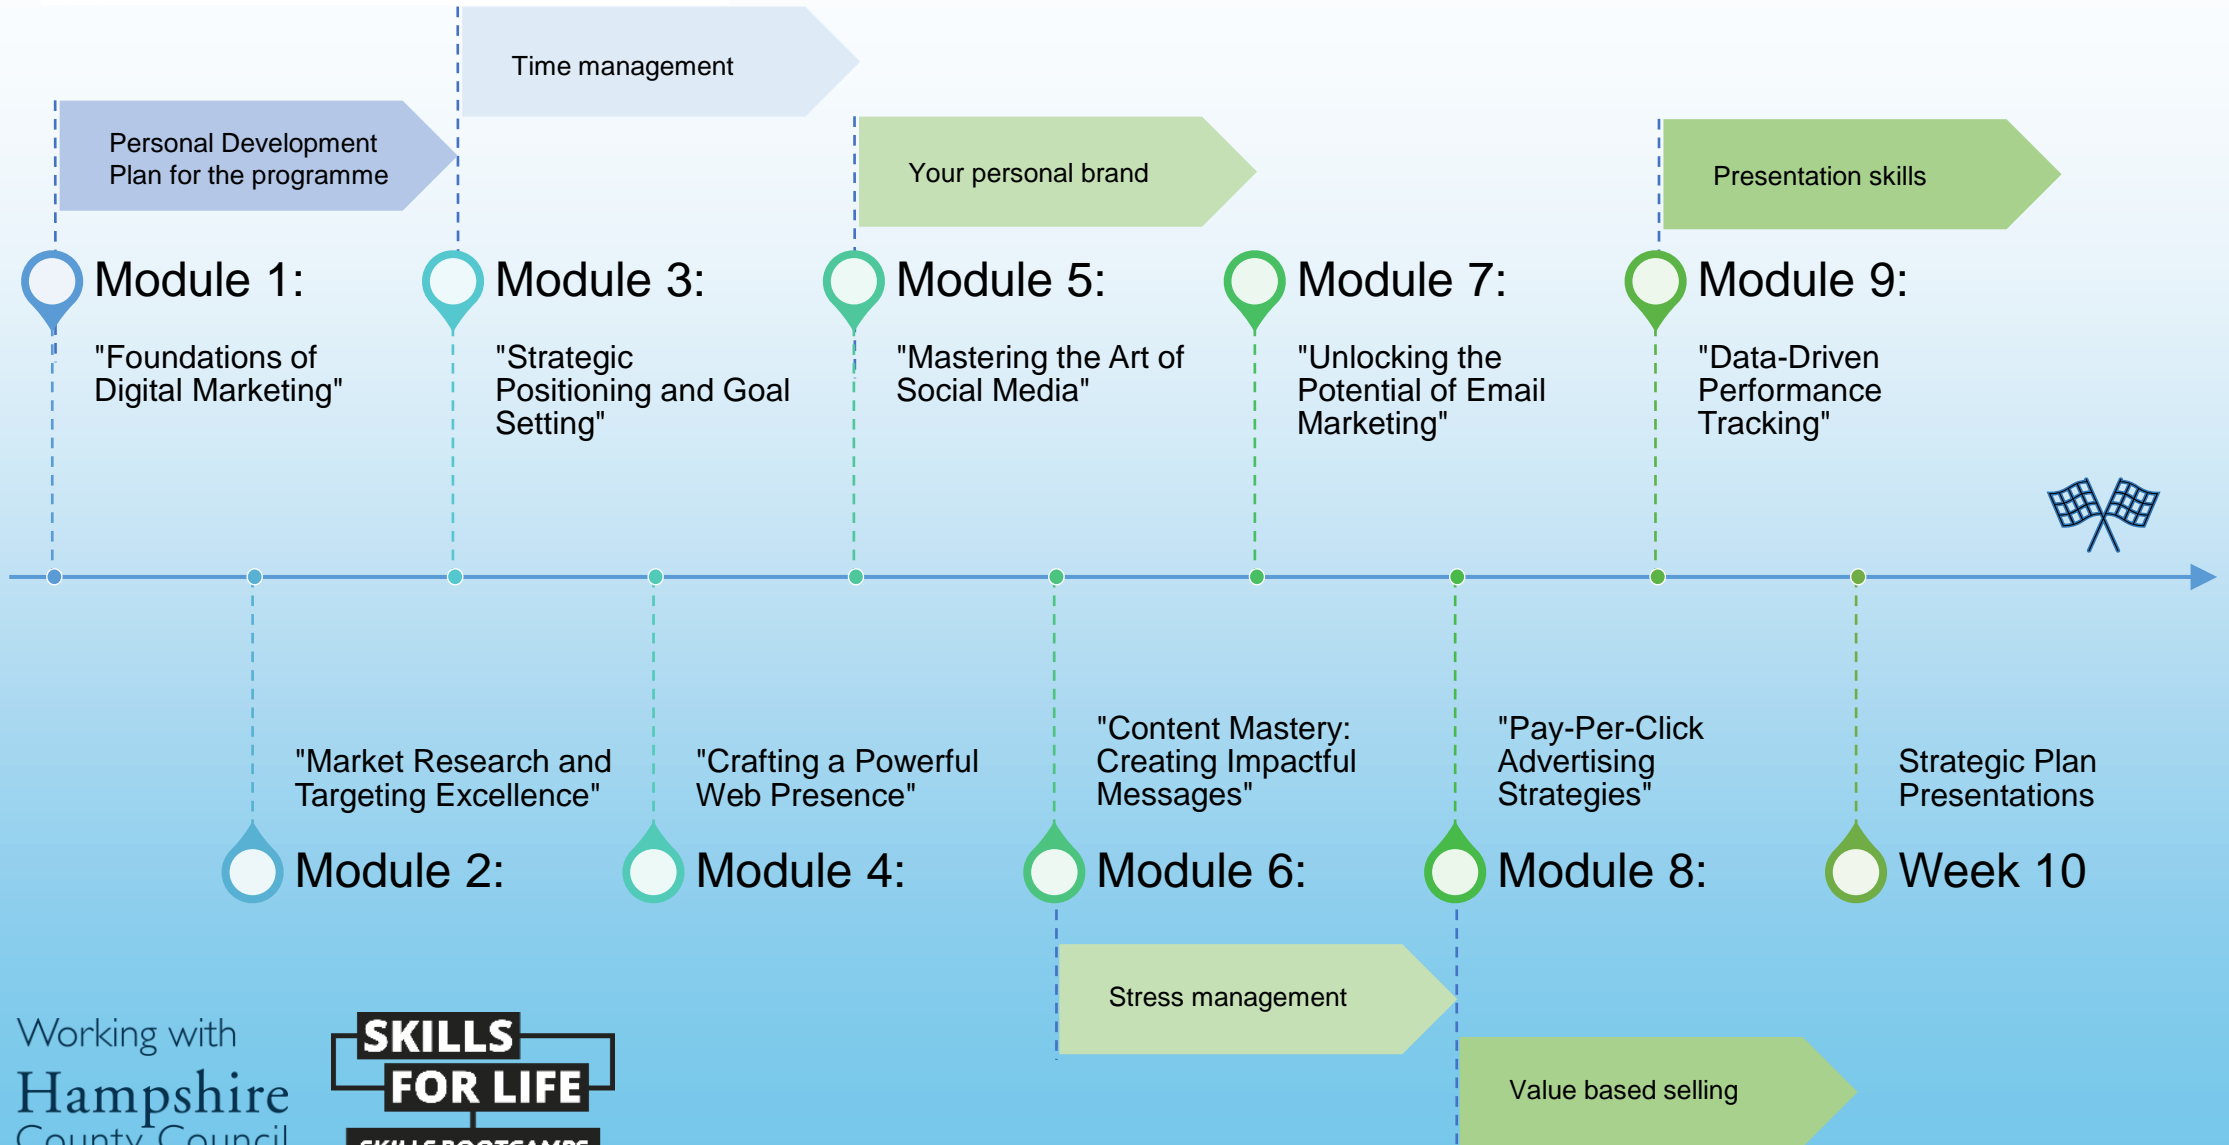 Time management
Personal Development
Plan for the programme
Your personal brand
Presentation skills
Module 1:
"Foundations of
Digital Marketing"
Module 3:
"Strategic
Positioning and Goal
Setting"
Module 5:
"Mastering the Art of
Social Media"
Module 7:
"Unlocking the
Potential of Email
Marketing"
Module 9:
"Data-Driven
Performance
Tracking"
"Market Research and
Targeting Excellence"
Module 2:
"Crafting a Powerful
Web Presence"
Module 4:
"Content Mastery:
Creating Impactful
Messages"
Module 6:
"Pay-Per-Click
Advertising
Strategies"
Module 8:
Strategic Plan
Presentations
Week 10
Stress management
Value based selling
Working with
Hampshire
County Council
SKILLS
FOR LIFE
SKILLS BOOTCAMPS